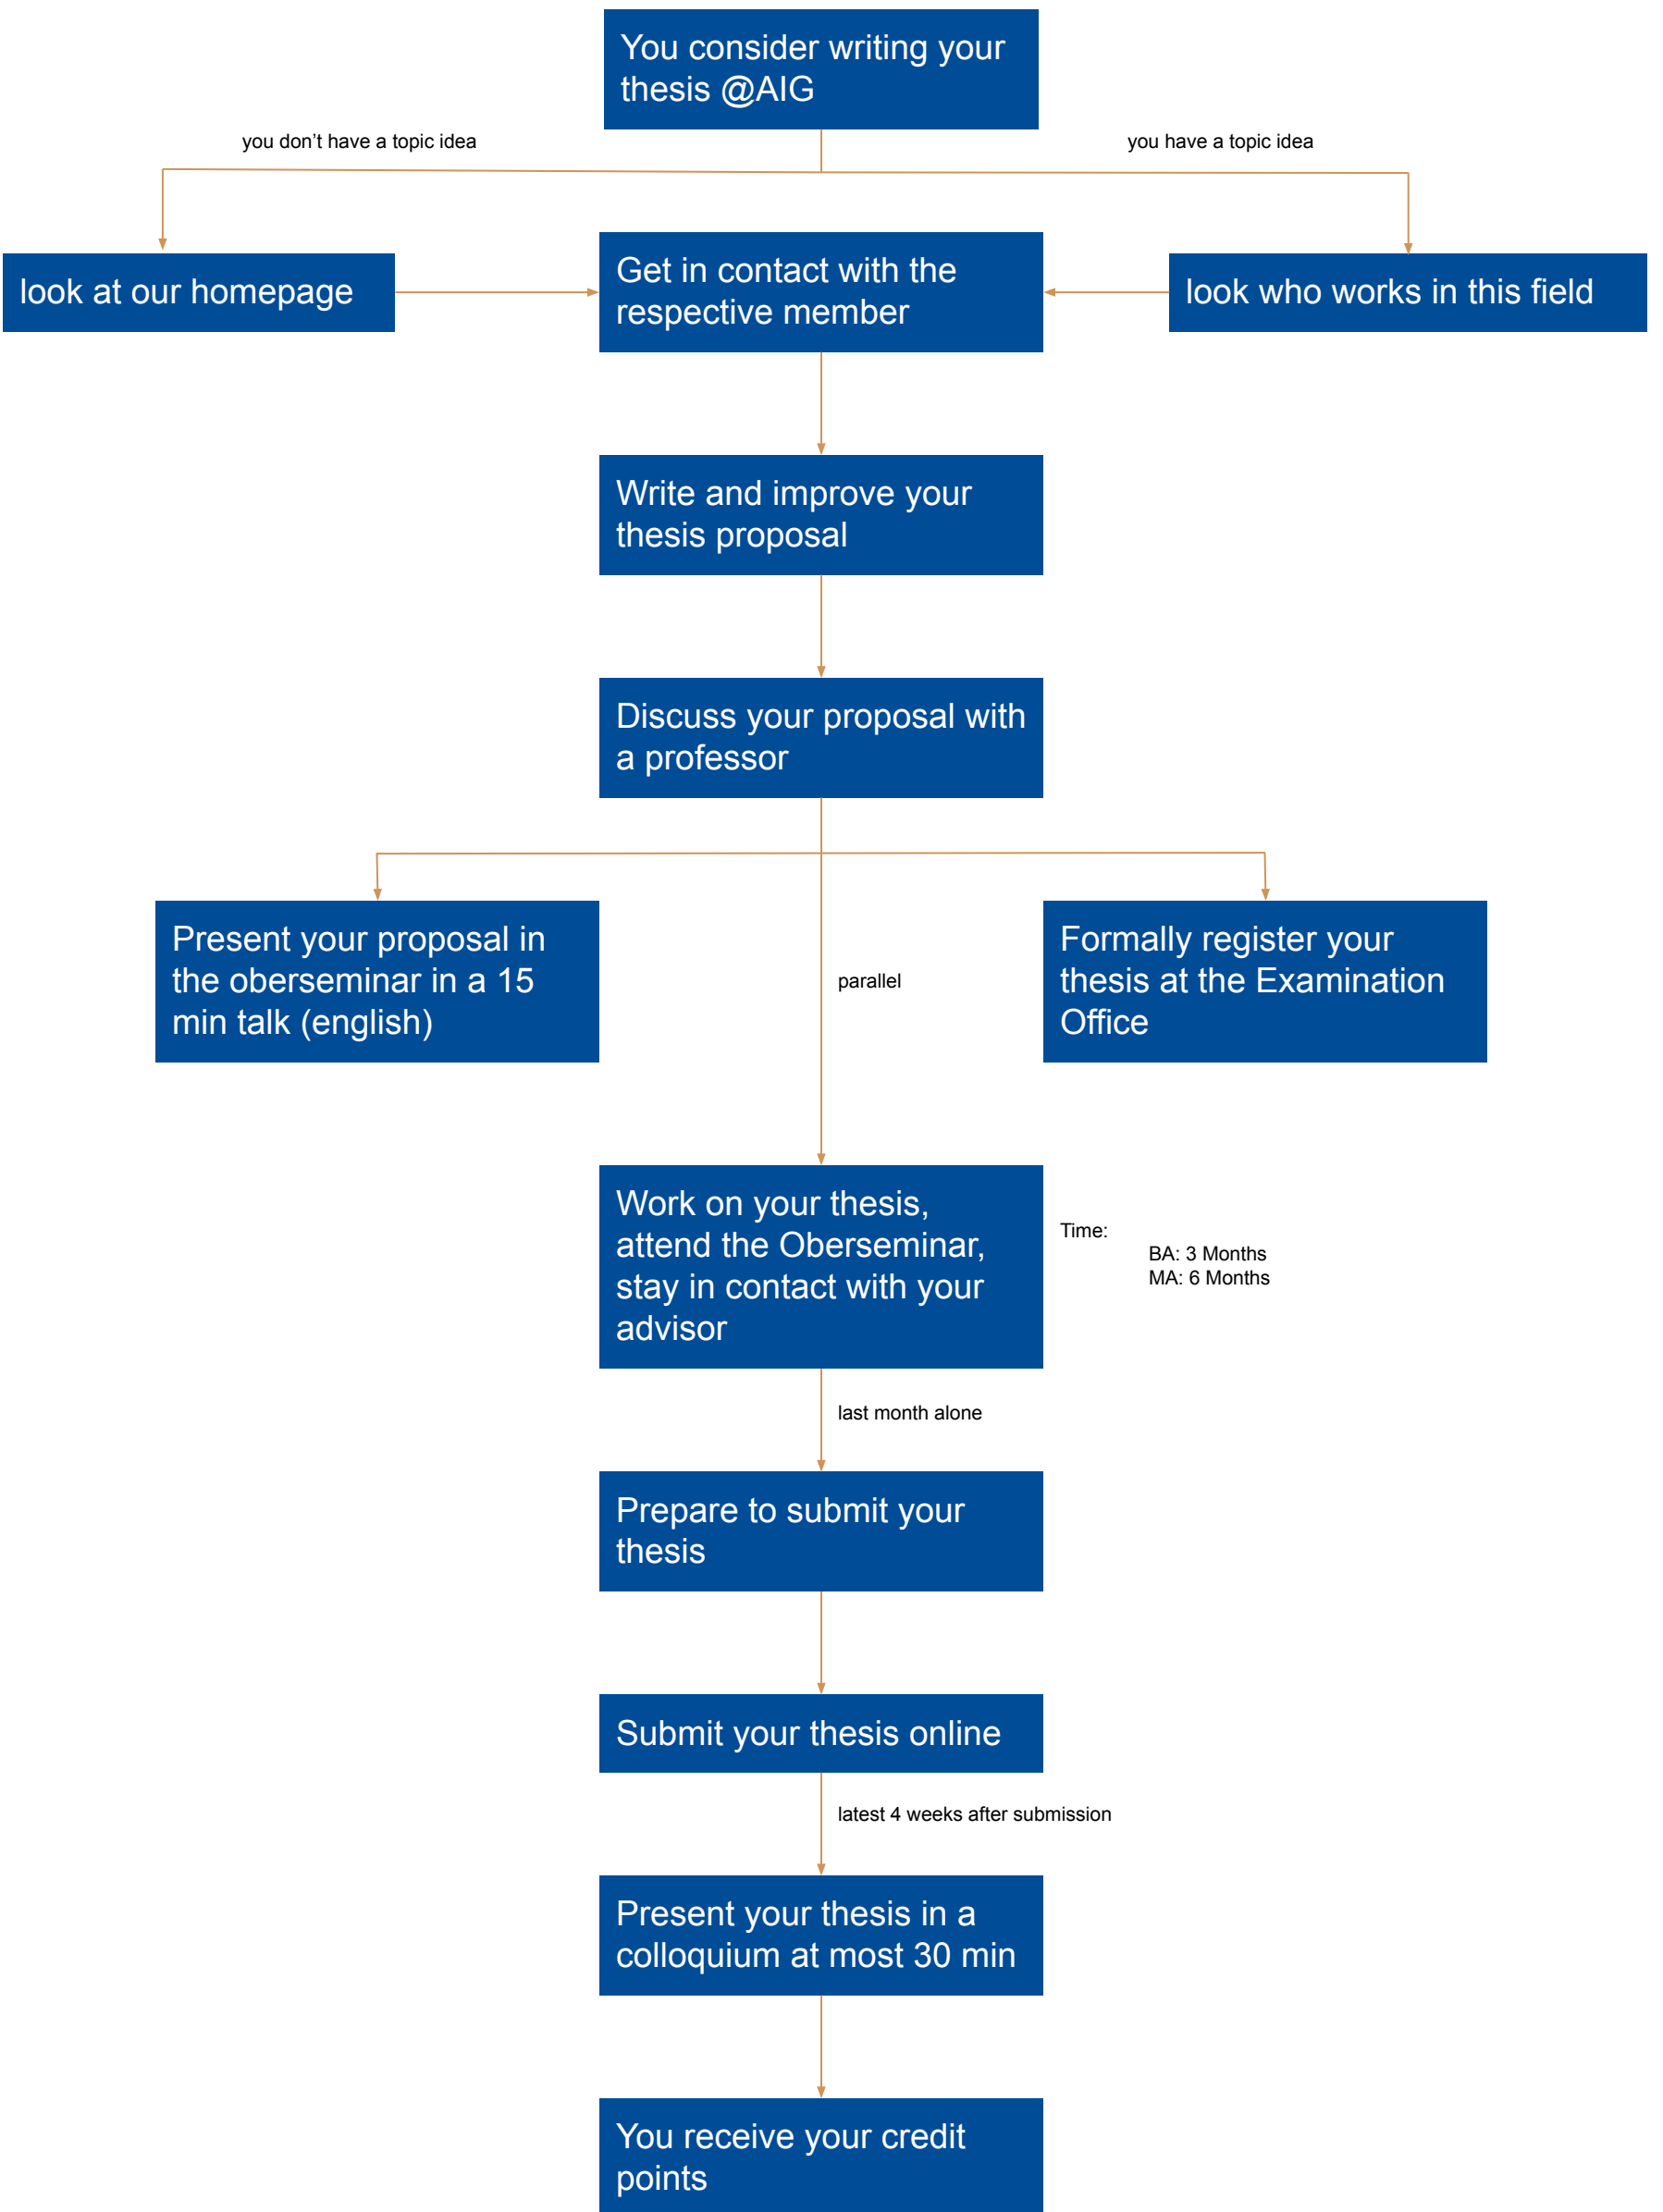 You consider writing your
thesis @AIG
you don't have a topic idea
you have a topic idea
look at our homepage
Get in contact with the
respective member
look who works in this field
Write and improve your
thesis proposal
Discuss your proposal with
a professor
Present your proposal in
the oberseminar in a 15
min talk (english)
parallel
Formally register your
thesis at the Examination
Office
Work on your thesis,
attend the Oberseminar,
stay in contact with your
advisor
Time:
BA: 3 Months
MA: 6 Months
last month alone
Prepare to submit your
thesis
Submit your thesis online
latest 4 weeks after submission
Present your thesis in a
colloquium at most 30 min
You receive your credit
points